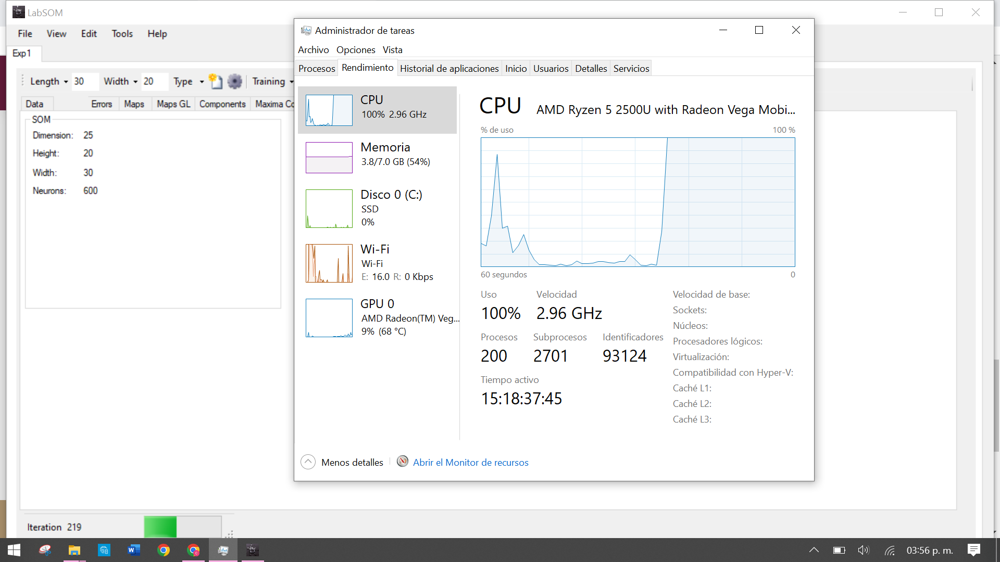 LabSOM
File View Edit Tools Help
Exp1
Length 30 Width 20 Type Training
Data Errors Maps Maps GL Components Maxima Co
SOM
Dimension: 25
Height: 20
Width: 30
Neurons: 600
Iteration 219
Administrador de tareas
Archivo Opciones Vista
Procesos Rendimiento Historial de aplicaciones Inicio Usuarios Detalles Servicios
CPU
100% 2.96 GHz
Memoria
3.8/7.0 GB (54%)
Disco 0 (C:)
SSD
0%
Wi-Fi
Wi-Fi
E: 16.0 R: 0 Kbps
GPU 0
AMD Radeon(TM) Veg...
9% (68 °C)
CPU AMD Ryzen 5 2500U with Radeon Vega Mobi...
% de uso 100 %
60 segundos 0
Uso Velocidad
100% 2.96 GHz
Procesos Subprocesos Identificadores
200 2701 93124
Tiempo activo
15:18:37:45
Velocidad de base:
Sockets:
Núcleos:
Procesadores lógicos:
Virtualización:
Compatibilidad con Hyper-V:
Caché L1:
Caché L2:
Caché L3:
Menos detalles Abrir el Monitor de recursos
03:56 p. m.